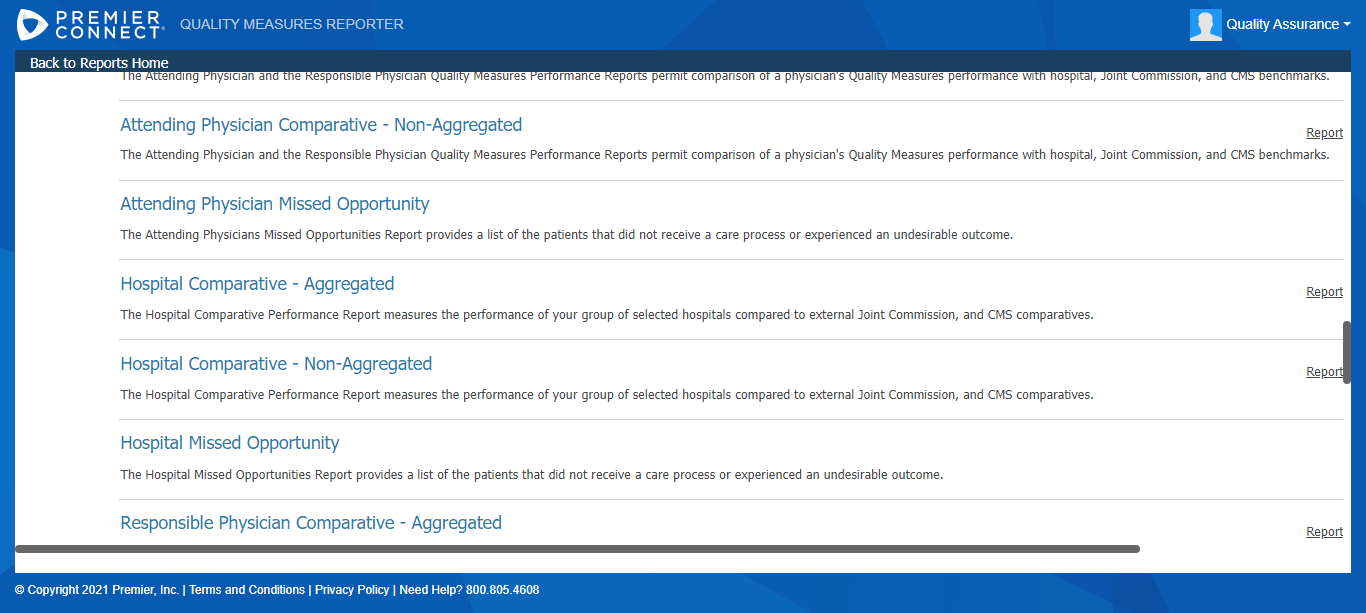 PREMIER CONNECT® QUALITY MEASURES REPORTER
Quality Assurance
Back to Reports Home
The Attending Physician and the Responsible Physician Quality Measures Performance Reports permit comparison of a physician's Quality Measures performance with hospital, Joint Commission, and CMS benchmarks.
Attending Physician Comparative - Non-Aggregated
Report
The Attending Physician and the Responsible Physician Quality Measures Performance Reports permit comparison of a physician's Quality Measures performance with hospital, Joint Commission, and CMS benchmarks.
Attending Physician Missed Opportunity
The Attending Physicians Missed Opportunities Report provides a list of the patients that did not receive a care process or experienced an undesirable outcome.
Hospital Comparative - Aggregated
Report
The Hospital Comparative Performance Report measures the performance of your group of selected hospitals compared to external Joint Commission, and CMS comparatives.
Hospital Comparative - Non-Aggregated
Report
The Hospital Comparative Performance Report measures the performance of your group of selected hospitals compared to external Joint Commission, and CMS comparatives.
Hospital Missed Opportunity
The Hospital Missed Opportunities Report provides a list of the patients that did not receive a care process or experienced an undesirable outcome.
Responsible Physician Comparative - Aggregated
Report
© Copyright 2021 Premier, Inc. | Terms and Conditions | Privacy Policy | Need Help? 800.805.4608